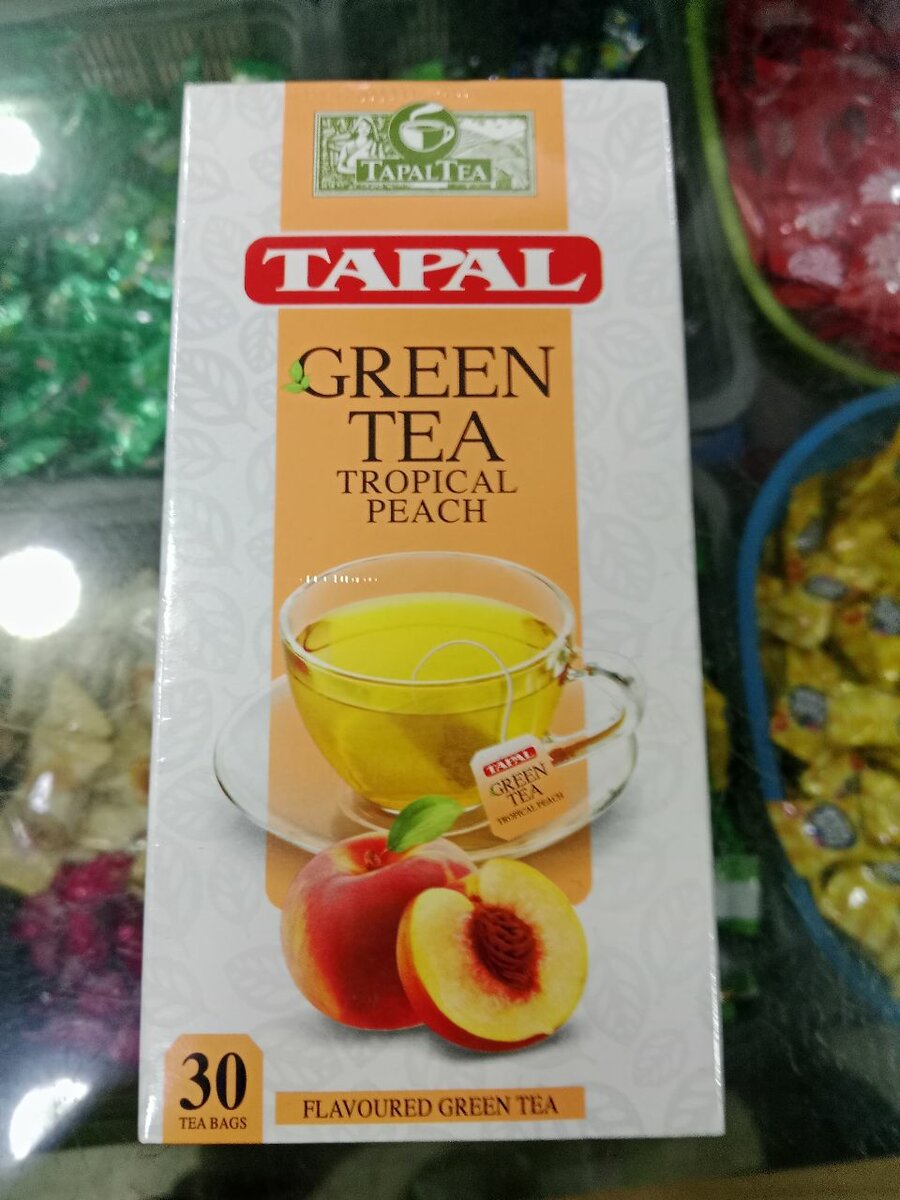 TAPAL TEA
TAPAL
GREEN
TEA
TROPICAL
PEACH
TAPAL
GREEN
TEA
TROPICAL PEACH
30
TEA BAGS
FLAVOURED GREEN TEA